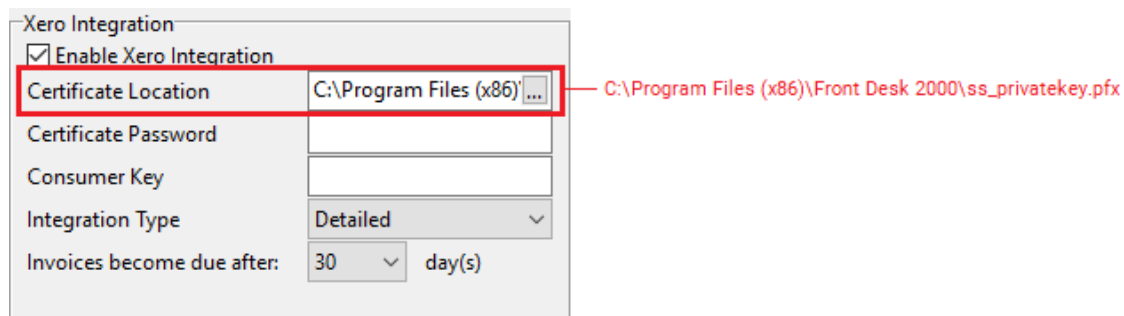 Xero Integration
Enable Xero Integration
Certificate Location C:\Program Files (x86)\ ... C:\Program Files (x86)\Front Desk 2000\ss_privatekey.pfx
Certificate Password
Consumer Key
Integration Type Detailed
Invoices become due after: 30 day(s)